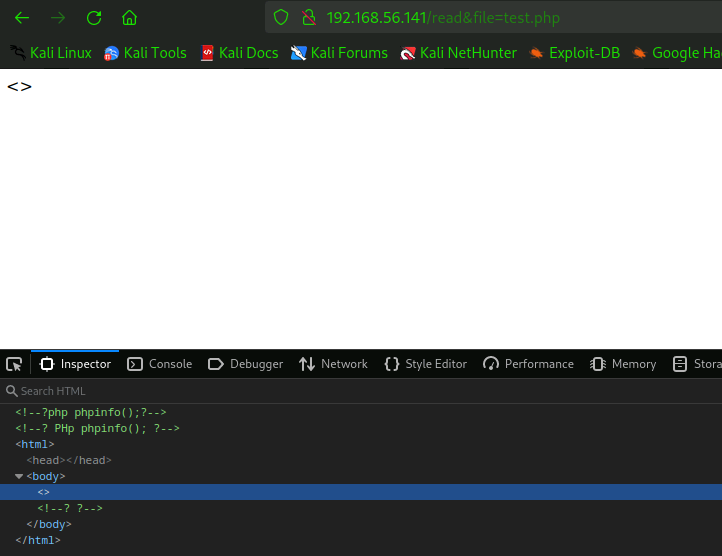 192.168.56.141/read&file=test.php
Kali Linux Kali Tools Kali Docs Kali Forums Kali NetHunter Exploit-DB Google Ha
<>
Inspector Console Debugger Network Style Editor Performance Memory Stora
Search HTML
<!--?php phpinfo();?-->
<!--? PHp phpinfo(); ?-->
<html>
<head></head>
<body>
<>
<!--? ?-->
</body>
</html>